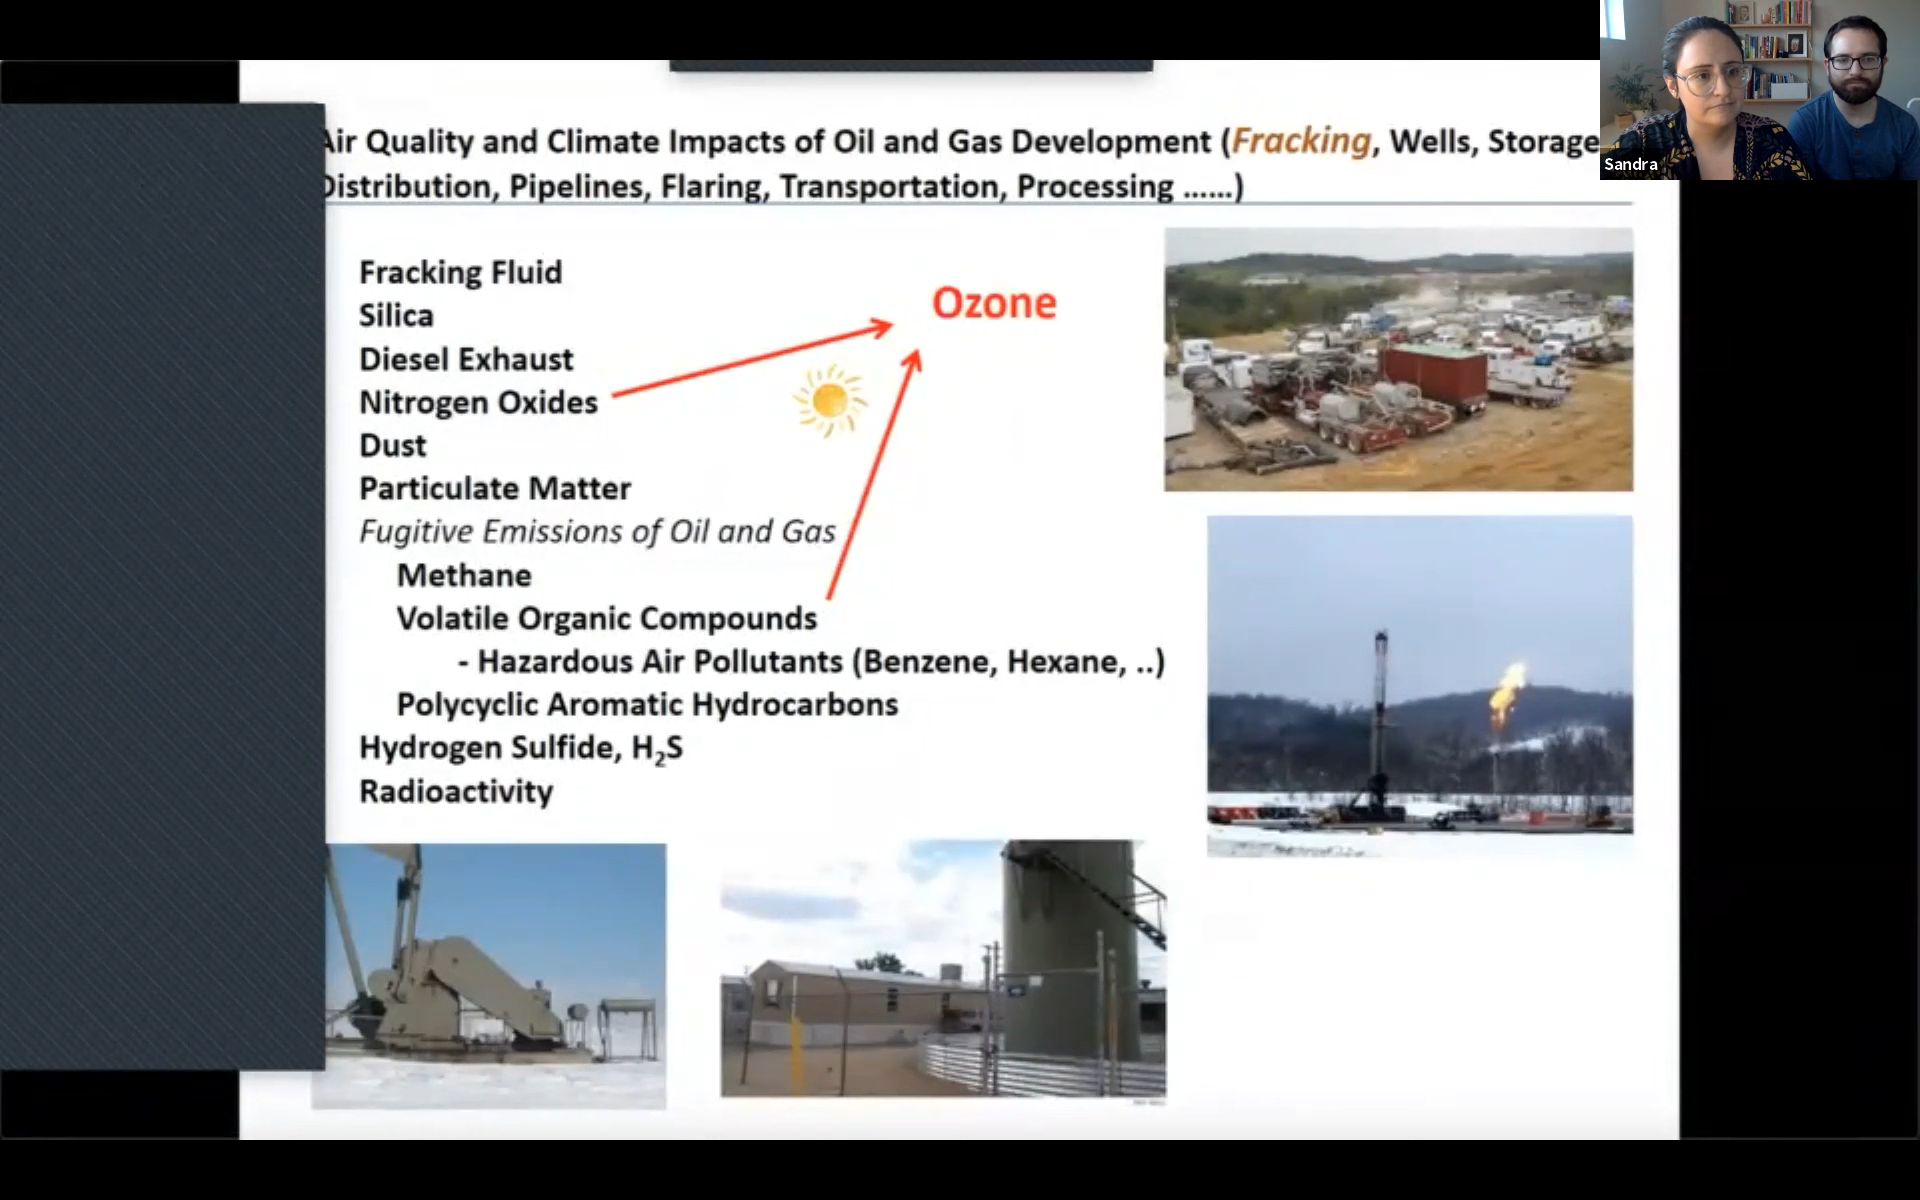 Sandra
Air Quality and Climate Impacts of Oil and Gas Development (Fracking, Wells, Storage
Distribution, Pipelines, Flaring, Transportation, Processing ......)
Fracking Fluid
Silica
Diesel Exhaust
Nitrogen Oxides
Dust
Particulate Matter
Fugitive Emissions of Oil and Gas
Methane
Volatile Organic Compounds
- Hazardous Air Pollutants (Benzene, Hexane, ..)
Polycyclic Aromatic Hydrocarbons
Hydrogen Sulfide, H₂S
Radioactivity
Ozone